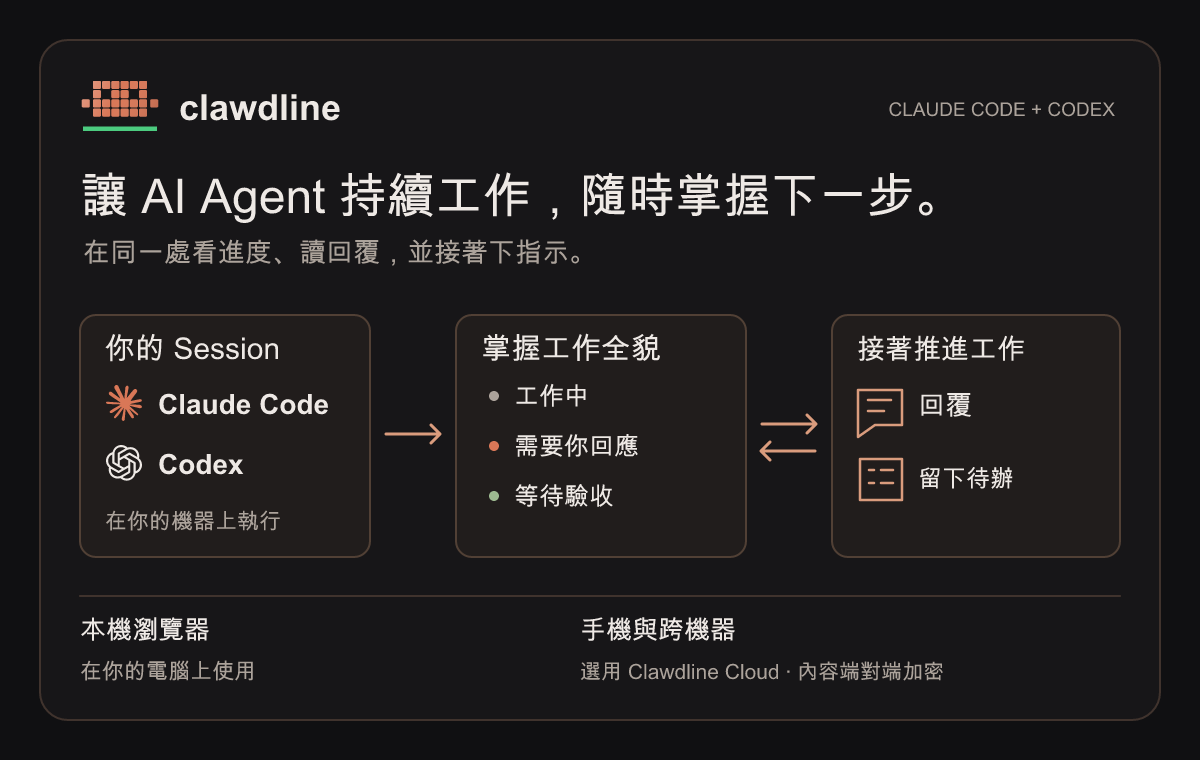 clawdline
CLAUDE CODE + CODEX
讓 AI Agent 持續工作，隨時掌握下一步。
在同一處看進度、讀回覆，並接著下指示。
你的 Session
Claude Code
Codex
在你的機器上執行
掌握工作全貌
工作中
需要你回應
等待驗收
接著推進工作
回覆
留下待辦
本機瀏覽器
在你的電腦上使用
手機與跨機器
選用 Clawdline Cloud · 內容端對端加密